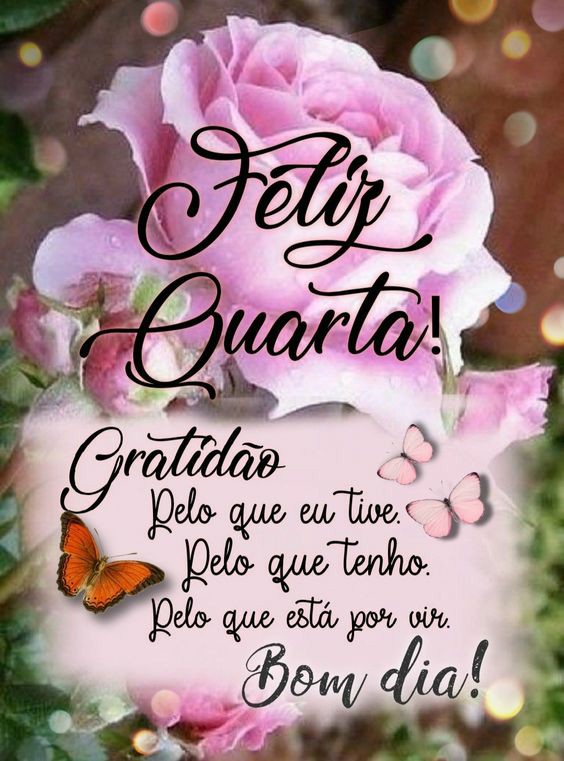 Feliz
Quarta!
Gratidão
Pelo que eu tive.
Pelo que tenho.
Pelo que está por vir.
Bom dia!